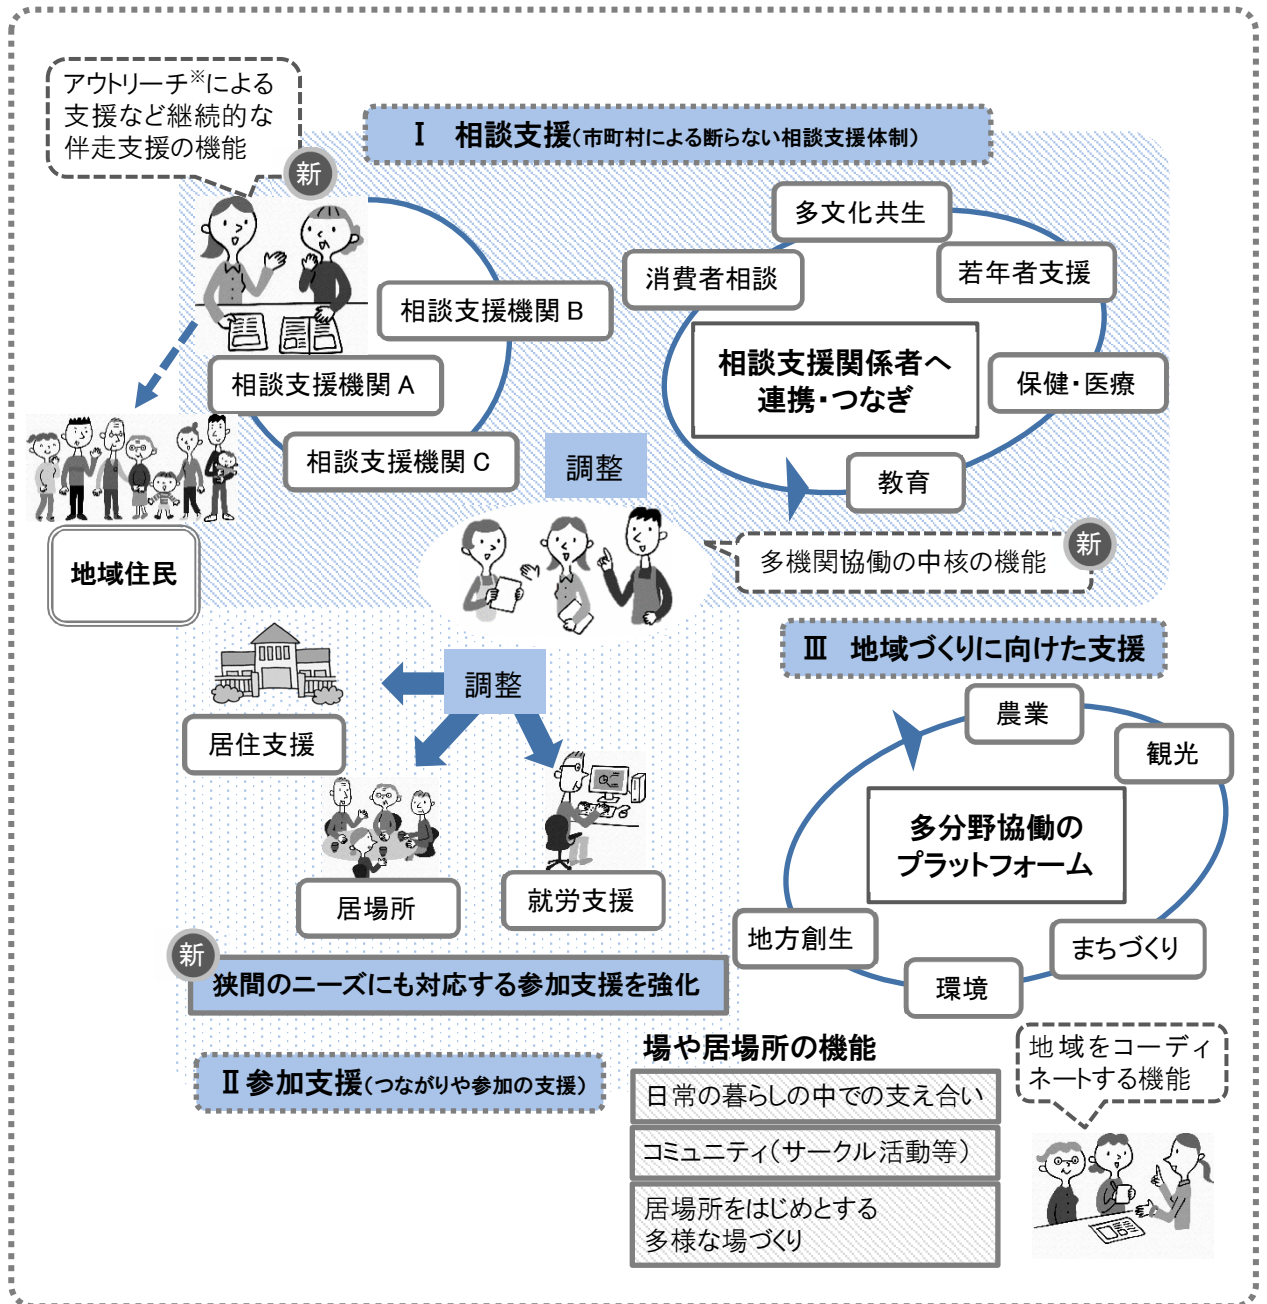 アウトリーチ※による
支援など継続的な
伴走支援の機能
新
Ⅰ 相談支援(市町村による断らない相談支援体制)
相談支援機関B
相談支援機関A
相談支援機関C
地域住民
多文化共生
消費者相談
若年者支援
相談支援関係者へ
連携・つなぎ
保健・医療
教育
調整
多機関協働の中核の機能
新
調整
居住支援
居場所
就労支援
新
狭間のニーズにも対応する参加支援を強化
Ⅱ参加支援(つながりや参加の支援)
Ⅲ 地域づくりに向けた支援
農業
観光
多分野協働の
プラットフォーム
地方創生
まちづくり
環境
場や居場所の機能
日常の暮らしの中での支え合い
コミュニティ(サークル活動等)
居場所をはじめとする
多様な場づくり
地域をコーディ
ネートする機能